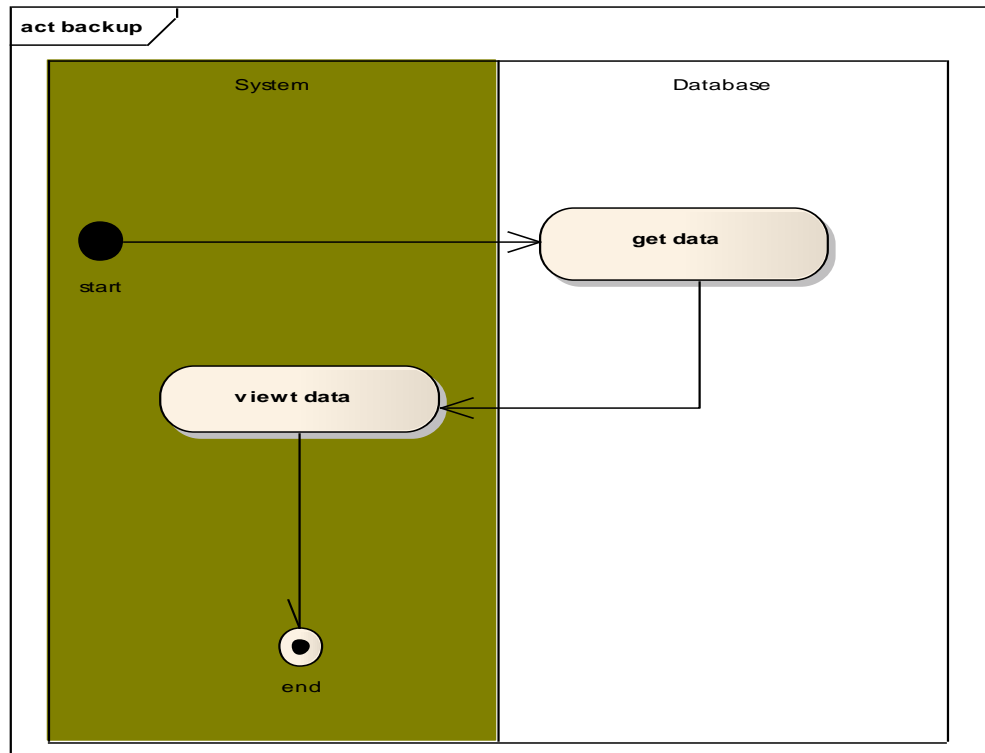 act backup
System
Database
get data
start
viewt data
end